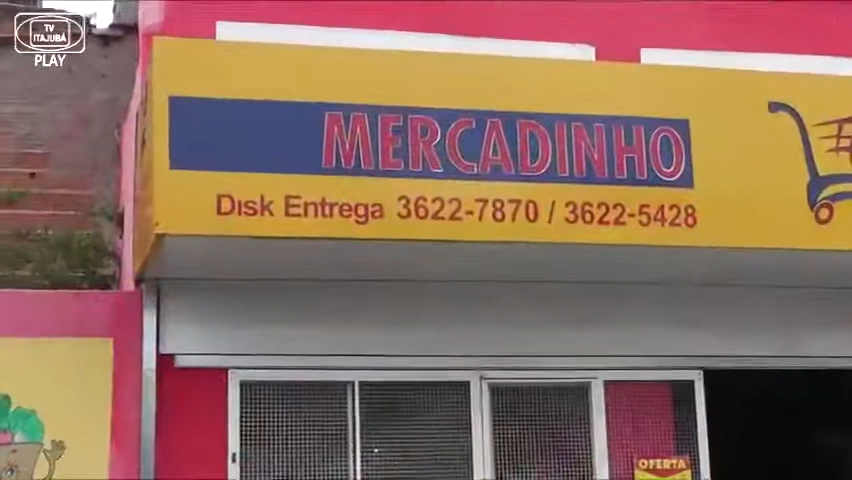 TV
ITAJUBÁ
PLAY
MERCADINHO
Disk Entrega 3622-7870 / 3622-5428
OFERTA